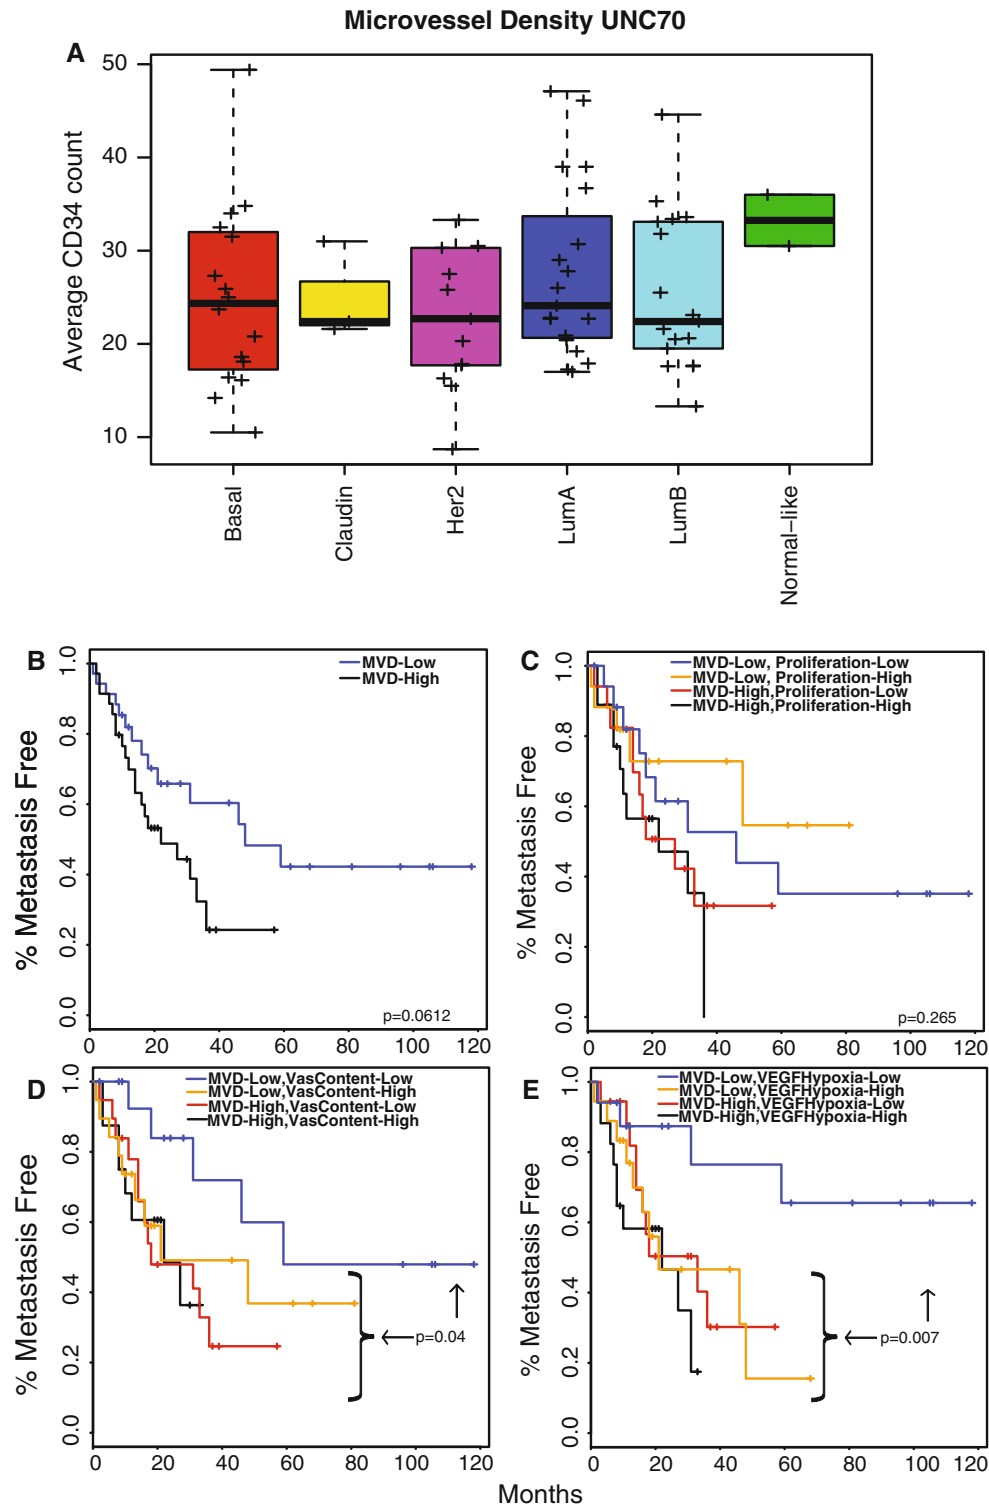 Microvessel Density UNC70
A
Average CD34 count
50
40
30
20
10
Basal
Claudin
Her2
LumA
LumB
Normal-like
B
% Metastasis Free
1.0
0.8
0.6
0.4
0.2
0.0
MVD-Low
MVD-High
p=0.0612
0 20 40 60 80 100 120
C
% Metastasis Free
1.0
0.8
0.6
0.4
0.2
0.0
MVD-Low, Proliferation-Low
MVD-Low, Proliferation-High
MVD-High,Proliferation-Low
MVD-High,Proliferation-High
p=0.265
0 20 40 60 80 100 120
D
% Metastasis Free
1.0
0.8
0.6
0.4
0.2
0.0
MVD-Low,VasContent-Low
MVD-Low,VasContent-High
MVD-High,VasContent-Low
MVD-High,VasContent-High
p=0.04
0 20 40 60 80 100 120
E
% Metastasis Free
1.0
0.8
0.6
0.4
0.2
0.0
MVD-Low,VEGFHypoxia-Low
MVD-Low,VEGFHypoxia-High
MVD-High,VEGFHypoxia-Low
MVD-High,VEGFHypoxia-High
p=0.007
0 20 40 60 80 100 120
Months